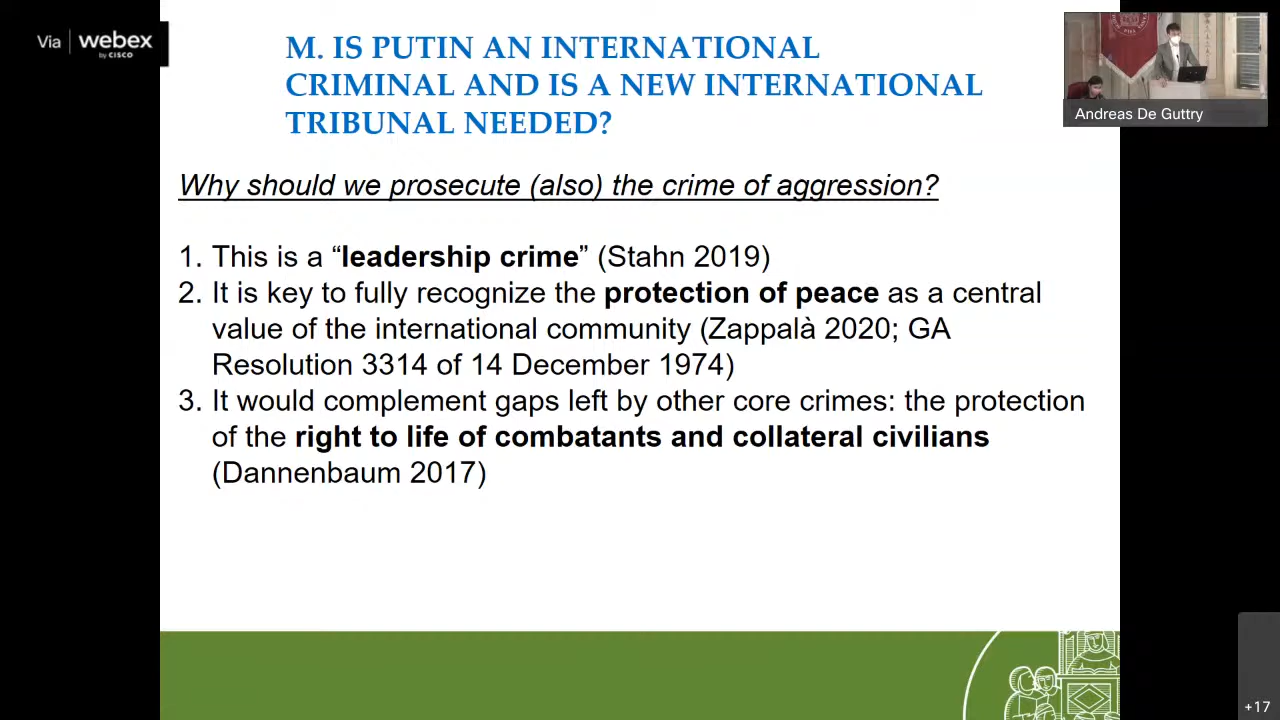 Via webex
by CISCO
M. IS PUTIN AN INTERNATIONAL
CRIMINAL AND IS A NEW INTERNATIONAL
TRIBUNAL NEEDED?
Andreas De Guttry
Why should we prosecute (also) the crime of aggression?
1. This is a “leadership crime” (Stahn 2019)
2. It is key to fully recognize the protection of peace as a central
value of the international community (Zappalà 2020; GA
Resolution 3314 of 14 December 1974)
3. It would complement gaps left by other core crimes: the protection
of the right to life of combatants and collateral civilians
(Dannenbaum 2017)
+17